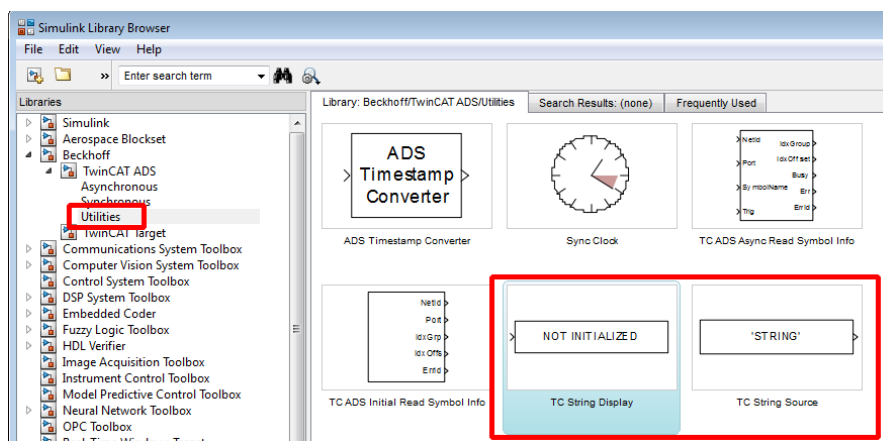 Simulink Library Browser
File Edit View Help
» Enter search term
Libraries
Simulink
Aerospace Blockset
Beckhoff
TwinCAT ADS
Asynchronous
Synchronous
Utilities
TwinCAT Target
Communications System Toolbox
Computer Vision System Toolbox
Control System Toolbox
DSP System Toolbox
Embedded Coder
Fuzzy Logic Toolbox
HDL Verifier
Image Acquisition Toolbox
Instrument Control Toolbox
Model Predictive Control Toolbox
Neural Network Toolbox
OPC Toolbox
Real-Time Windows Target
Library: Beckhoff/TwinCAT ADS/Utilities Search Results: (none) Frequently Used
ADS
Timestamp
Converter
ADS Timestamp Converter
Sync Clock
NetId IdxGroup
Port IdxOffset
Busy
SymbolName Err
Trig ErrId
TC ADS Async Read Symbol Info
NetId
Port
IdxGrp
IdxOffs
ErrId
TC ADS Initial Read Symbol Info
NOT INITIALIZED
TC String Display
'STRING'
TC String Source